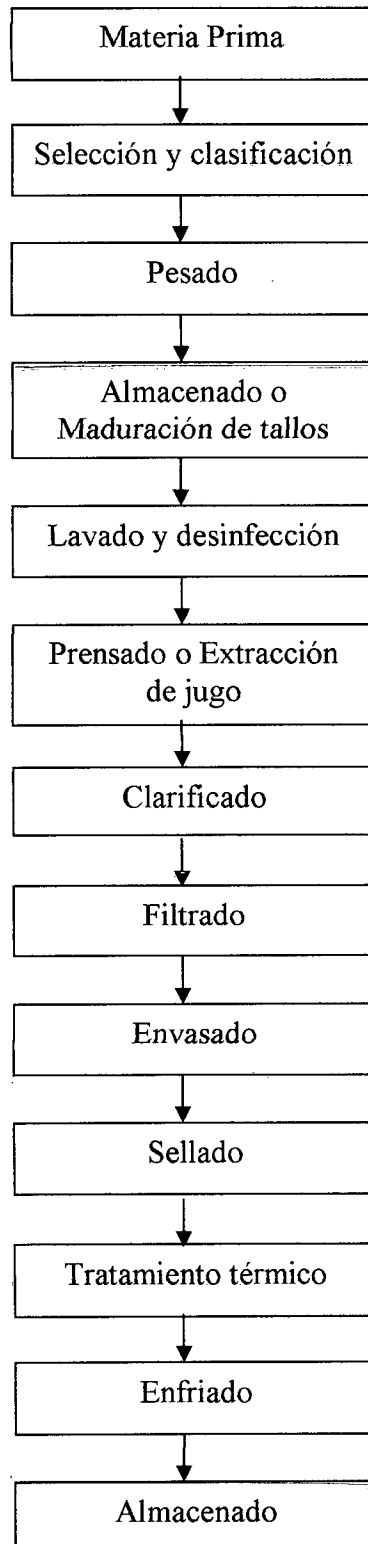 Materia Prima
Selección y clasificación
Pesado
Almacenado o
Maduración de tallos
Lavado y desinfección
Prensado o Extracción
de jugo
Clarificado
Filtrado
Envasado
Sellado
Tratamiento térmico
Enfriado
Almacenado